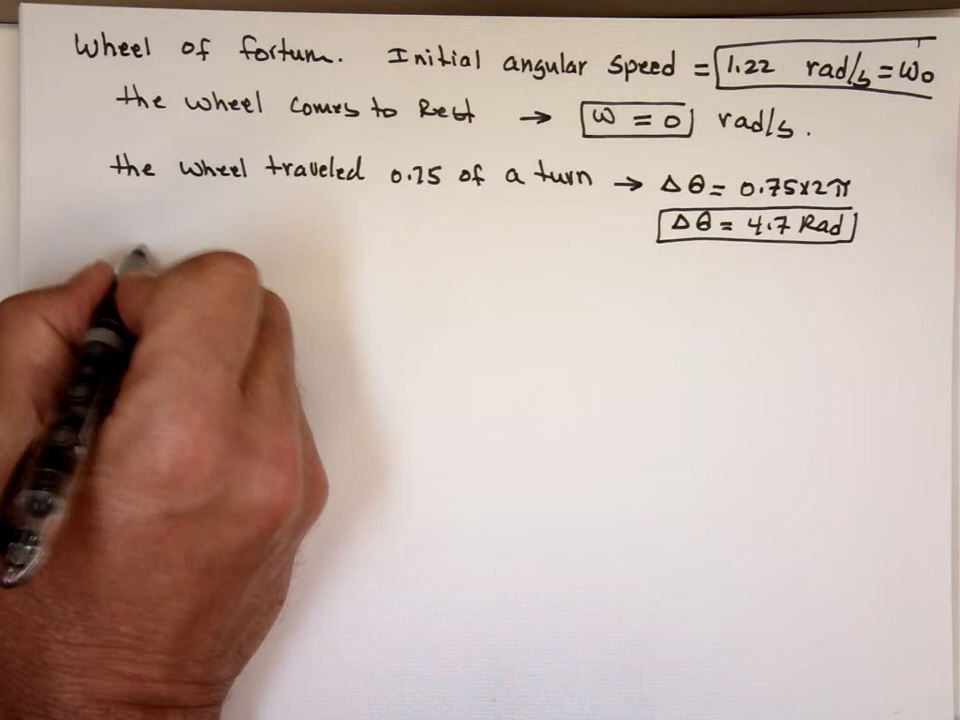 Wheel of fortun. Initial angular speed = 1.22 rad/s = ω0
the wheel comes to Rest → ω = 0 rad/s.
the wheel traveled 0.75 of a turn → Δθ = 0.75x2π
Δθ = 4.7 Rad